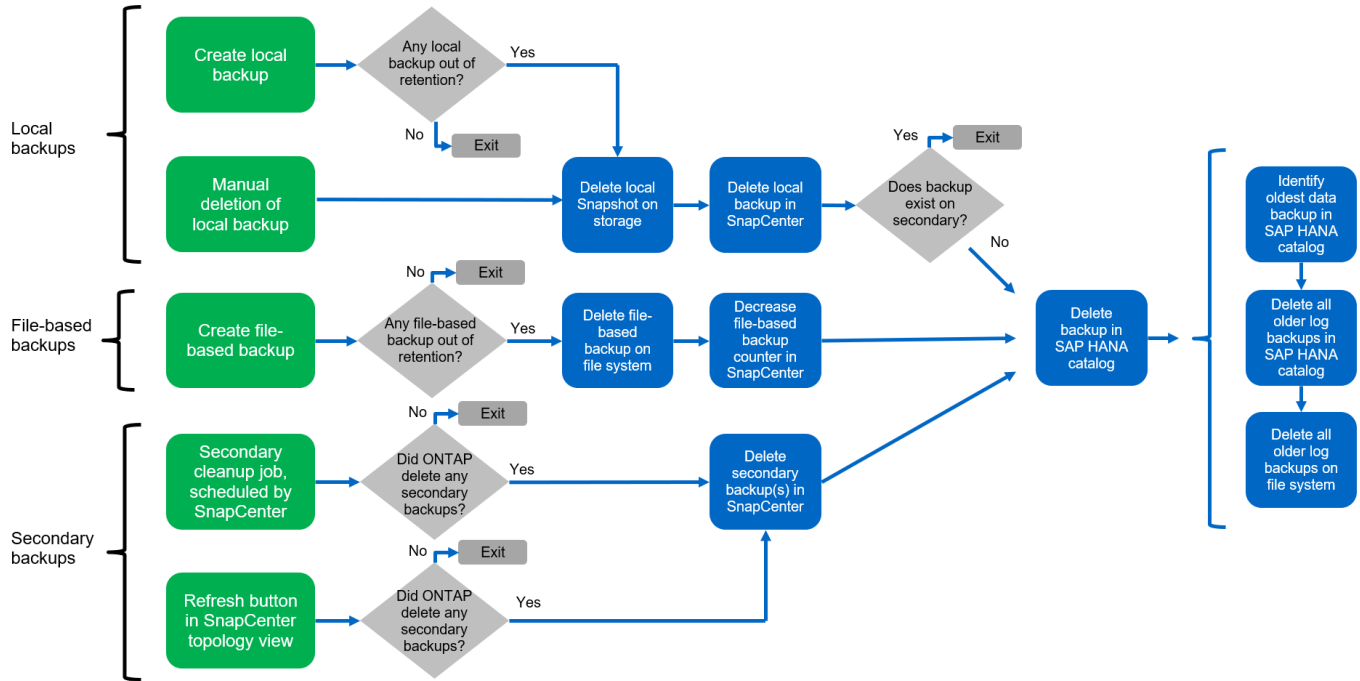 Local
backups
Create local
backup
Any local
backup out of
retention?
Yes
No
Exit
Manual
deletion of
local backup
Delete local
Snapshot on
storage
Delete local
backup in
SnapCenter
Yes
Exit
Does backup
exist on
secondary?
No
File-based
backups
Create file-
based backup
No
Exit
Any file-based
backup out of
retention?
Yes
Delete file-
based
backup on
file system
Decrease
file-based
backup
counter in
SnapCenter
Delete
backup in
SAP HANA
catalog
Identify
oldest data
backup in
SAP HANA
catalog
Delete all
older log
backups in
SAP HANA
catalog
Delete all
older log
backups on
file system
Secondary
backups
Secondary
cleanup job,
scheduled by
SnapCenter
No
Exit
Did ONTAP
delete any
secondary
backups?
Yes
Delete
secondary
backup(s) in
SnapCenter
Refresh button
in SnapCenter
topology view
No
Exit
Did ONTAP
delete any
secondary
backups?
Yes